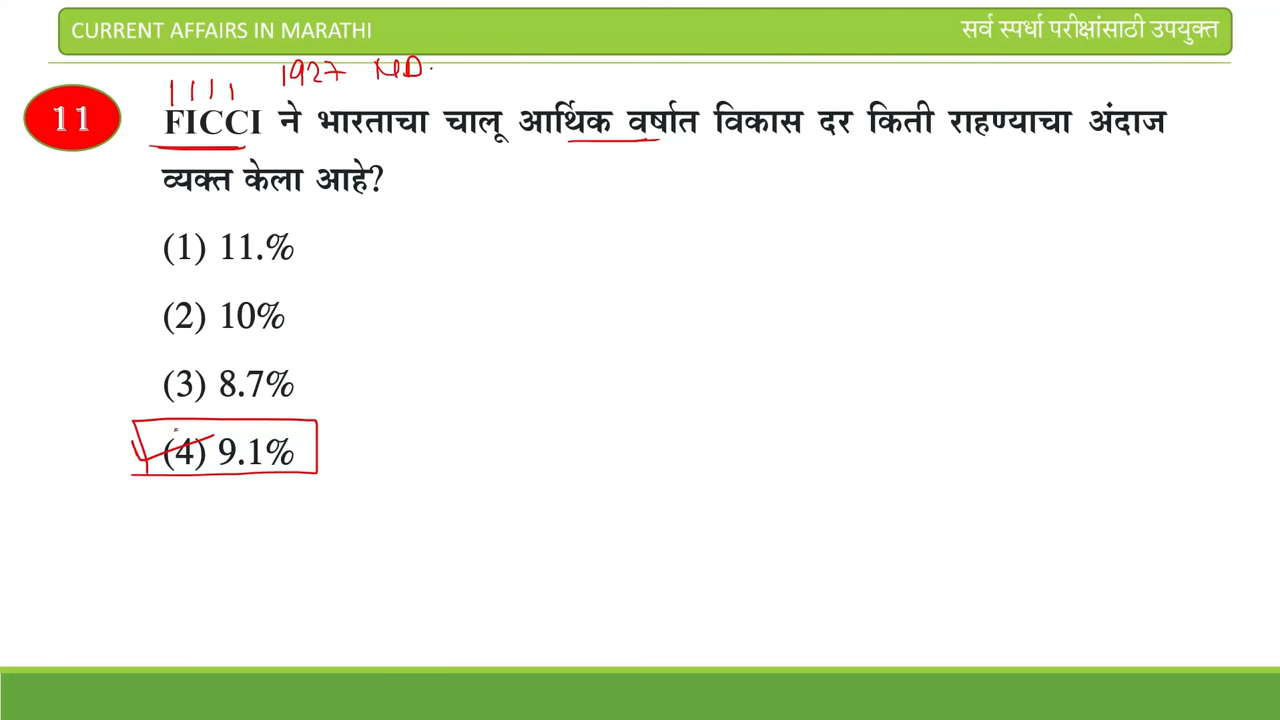 CURRENT AFFAIRS IN MARATHI
सर्व स्पर्धा परीक्षांसाठी उपयुक्त
1927 ND.
11
FICCI ने भारताचा चालू आर्थिक वर्षात विकास दर किती राहण्याचा अंदाज
व्यक्त केला आहे?
(1) 11.%
(2) 10%
(3) 8.7%
(4) 9.1%